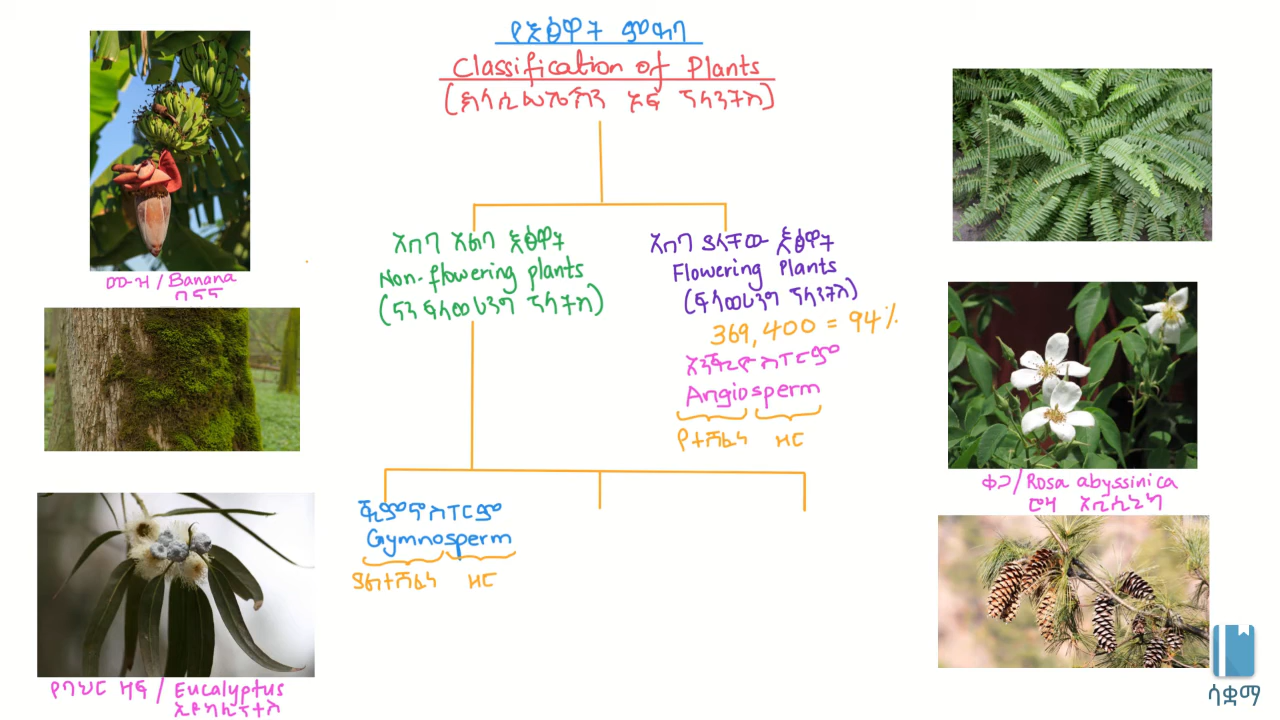 የእፅዋት ምደባ
Classification of Plants
(ክላሲፊኬሽን ኦፍ ፕላንትስ)
አበባ አልባ እፅዋት
Non-flowering plants
(ናን ፍላወሪንግ ፕላትስ)
አበባ ያላቸው እፅዋት
Flowering Plants
(ፍላወሪንግ ፕላንትስ)
369,400 = 94%
አንጂዮስፐርም
Angiosperm
የተሸፈነ ዘር
ጂምኖስፐርም
Gymnosperm
ያልተሸፈነ ዘር
ሙዝ / Banana
ባናና
የባህር ዛፍ / Eucalyptus
ኢዩካሊፕተስ
ቀጋ / Rosa abyssinica
ሮዛ አቢሲኒካ
ሳቋማ